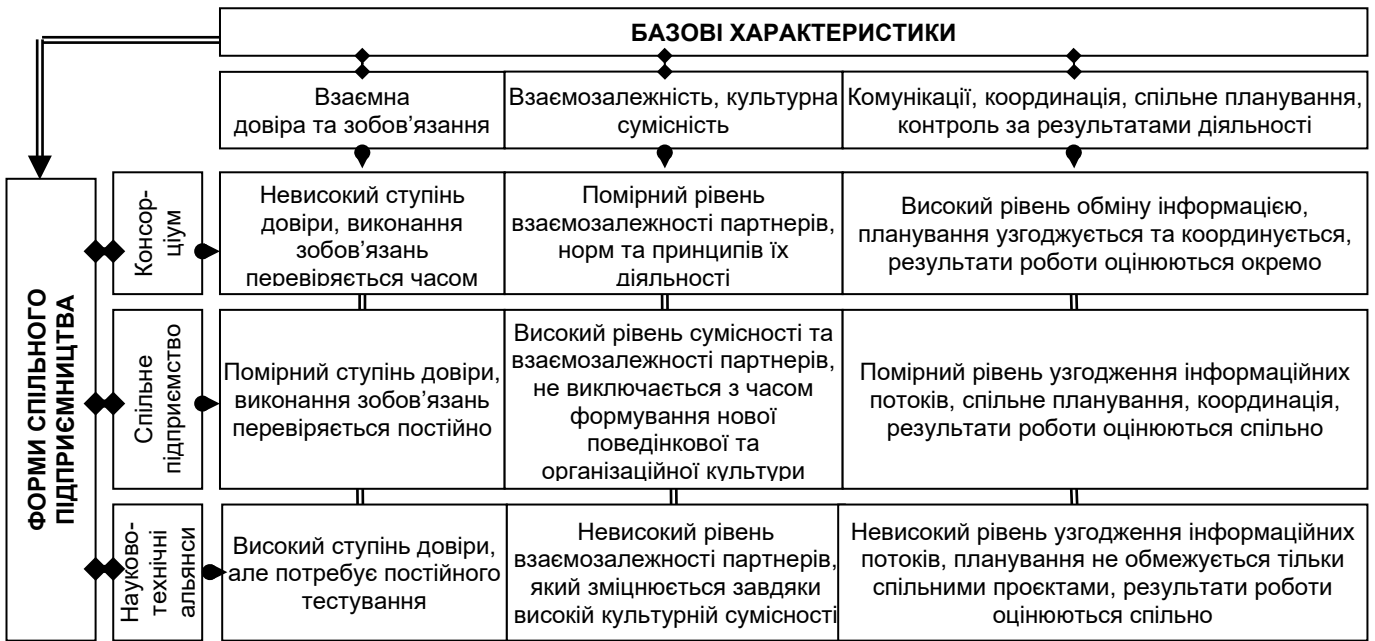 БАЗОВІ ХАРАКТЕРИСТИКИ
Взаємна
довіра та зобов’язання
Взаємозалежність, культурна
сумісність
Комунікації, координація, спільне планування,
контроль за результатами діяльності
ФОРМИ СПІЛЬНОГО
ПІДПРИЄМНИЦТВА
Консор-
ціум
Невисокий ступінь
довіри, виконання
зобов’язань
перевіряється часом
Помірний рівень
взаємозалежності партнерів,
норм та принципів їх
діяльності
Високий рівень обміну інформацією,
планування узгоджується та координується,
результати роботи оцінюються окремо
Спільне
підприємство
Помірний ступінь довіри,
виконання зобов’язань
перевіряється постійно
Високий рівень сумісності та
взаємозалежності партнерів,
не виключається з часом
формування нової
поведінкової та
організаційної культури
Помірний рівень узгодження інформаційних
потоків, спільне планування, координація,
результати роботи оцінюються спільно
Науково-
технічні
альянси
Високий ступінь довіри,
але потребує постійного
тестування
Невисокий рівень
взаємозалежності партнерів,
який зміцнюється завдяки
високій культурній сумісності
Невисокий рівень узгодження інформаційних
потоків, планування не обмежується тільки
спільними проєктами, результати роботи
оцінюються спільно